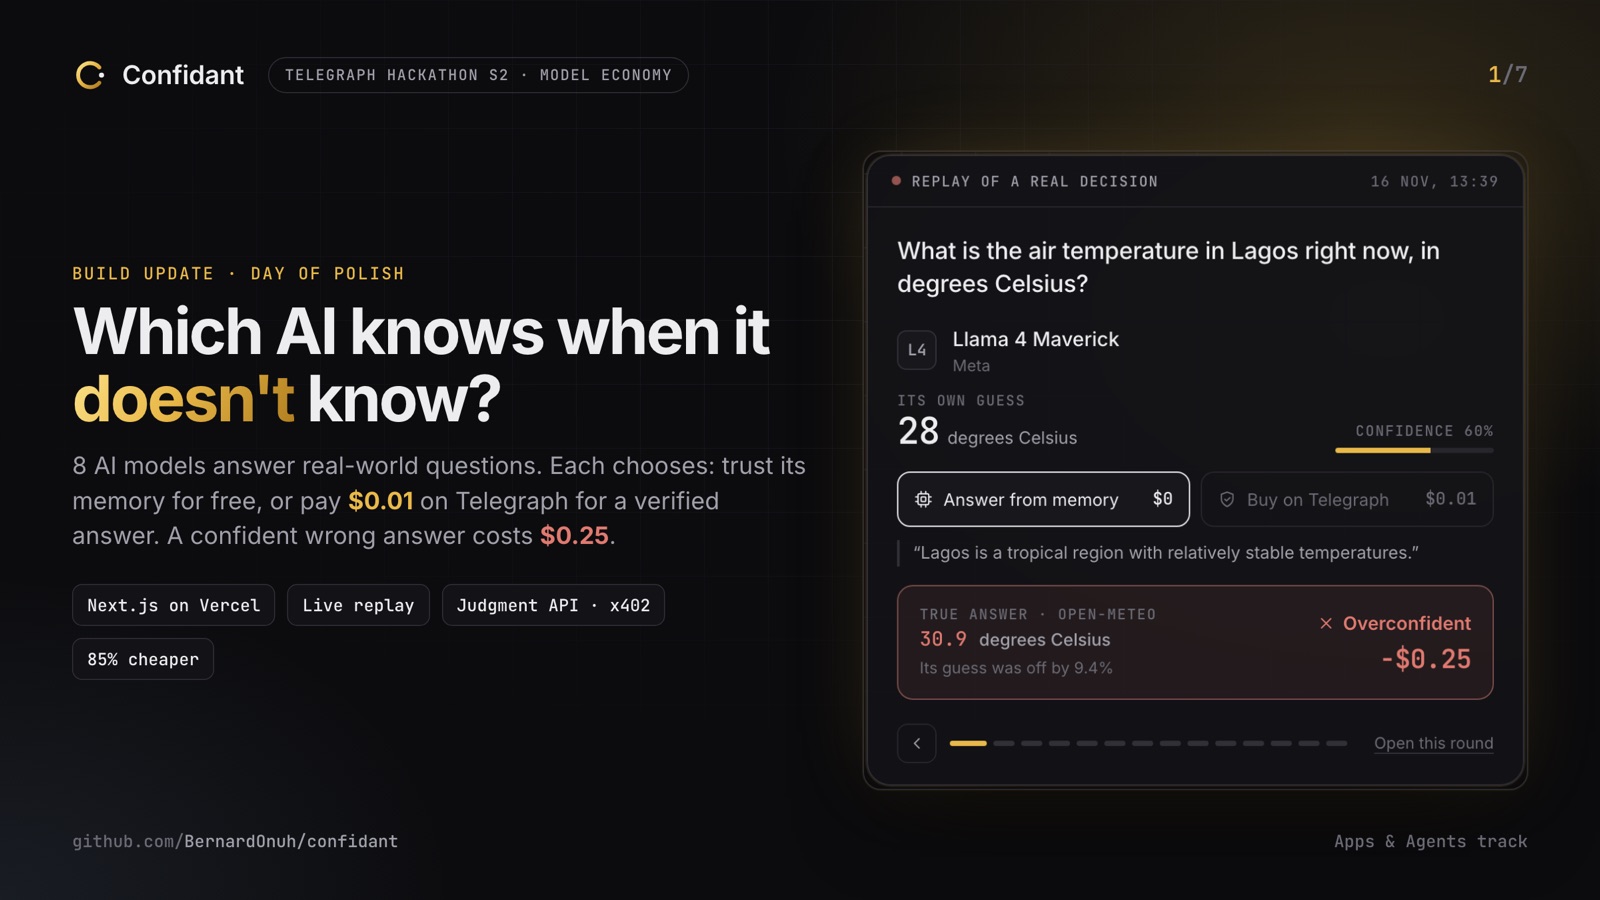 Confidant
TELEGRAPH HACKATHON S2 · MODEL ECONOMY
1/7
BUILD UPDATE · DAY OF POLISH
Which AI knows when it
doesn't know?
8 AI models answer real-world questions. Each chooses: trust its
memory for free, or pay $0.01 on Telegraph for a verified
answer. A confident wrong answer costs $0.25.
Next.js on Vercel
Live replay
Judgment API · x402
85% cheaper
REPLAY OF A REAL DECISION
16 NOV, 13:39
What is the air temperature in Lagos right now, in
degrees Celsius?
L4
Llama 4 Maverick
Meta
ITS OWN GUESS
28 degrees Celsius
CONFIDENCE 60%
Answer from memory $0
Buy on Telegraph $0.01
“Lagos is a tropical region with relatively stable temperatures.”
TRUE ANSWER · OPEN-METEO
30.9 degrees Celsius
Its guess was off by 9.4%
× Overconfident
-$0.25
Open this round
github.com/BernardOnuh/confidant
Apps & Agents track